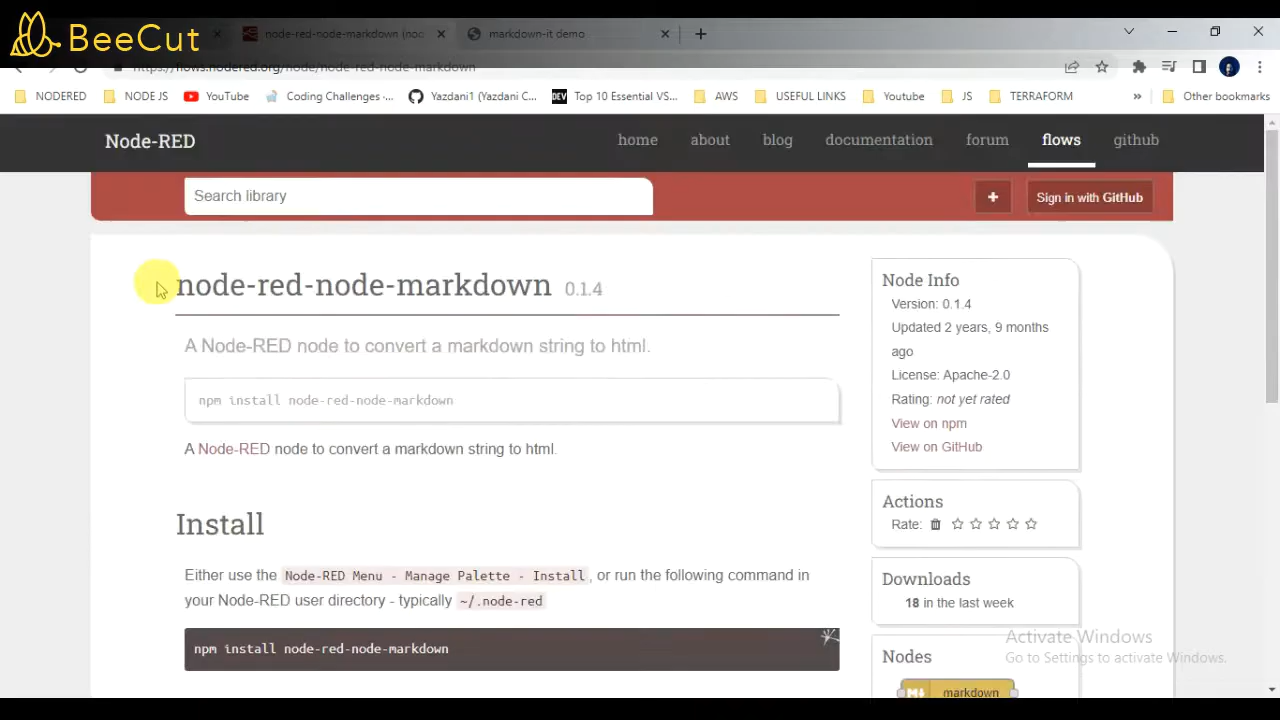 BeeCut
node-red-node-markdown (noc
markdown-it demo
https://flows.nodered.org/node/node-red-node-markdown
NODERED
NODE JS
YouTube
Coding Challenges -...
Yazdani1 (Yazdani C...
DEV
Top 10 Essential VS...
AWS
USEFUL LINKS
Youtube
JS
TERRAFORM
»
Other bookmarks
Node-RED
home
about
blog
documentation
forum
flows
github
Search library
+
Sign in with GitHub
node-red-node-markdown 0.1.4
A Node-RED node to convert a markdown string to html.
npm install node-red-node-markdown
A Node-RED node to convert a markdown string to html.
Install
Either use the Node-RED Menu - Manage Palette - Install, or run the following command in
your Node-RED user directory - typically ~/.node-red
npm install node-red-node-markdown
Node Info
Version: 0.1.4
Updated 2 years, 9 months
ago
License: Apache-2.0
Rating: not yet rated
View on npm
View on GitHub
Actions
Rate:
Downloads
18 in the last week
Nodes
markdown
Activate Windows
Go to Settings to activate Windows.